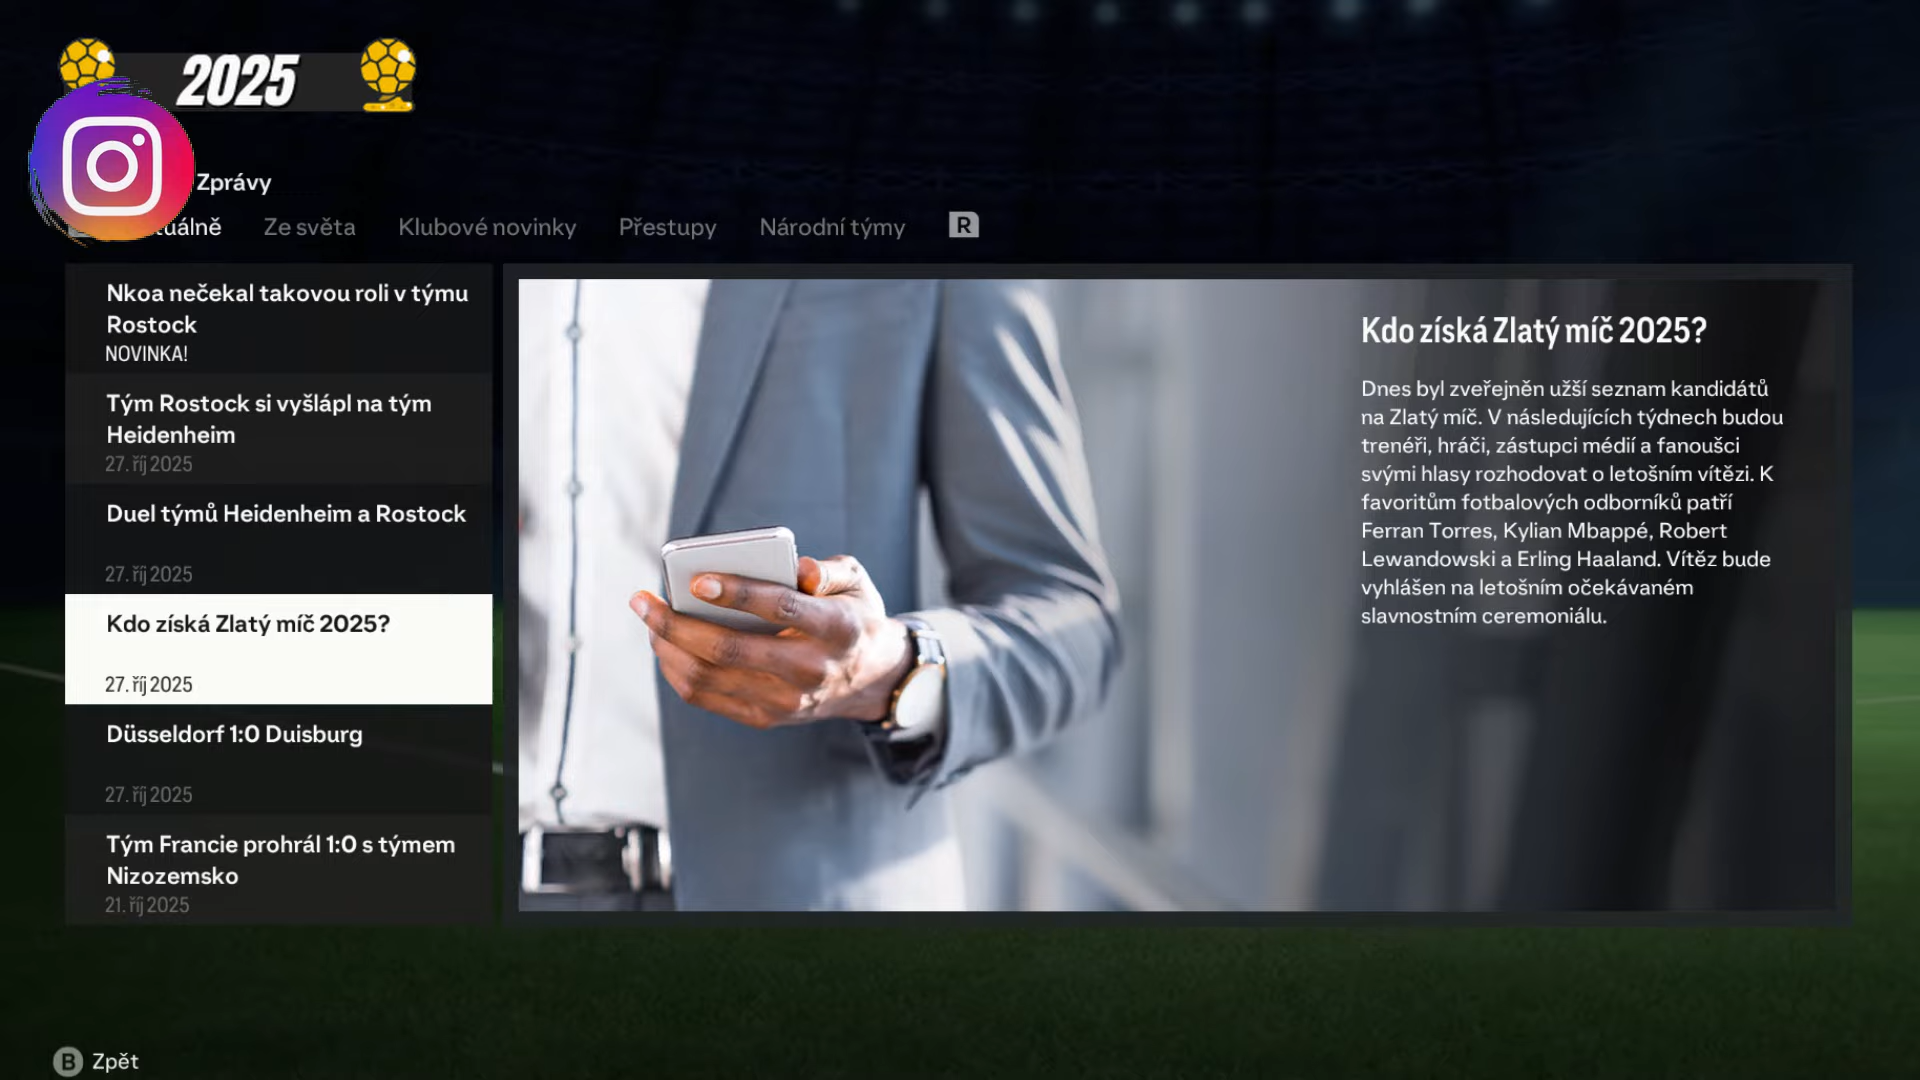 2025
Zprávy
tuálně
Ze světa
Klubové novinky
Přestupy
Národní týmy
R
Nkoa nečekal takovou roli v týmu
Rostock
NOVINKA!
Tým Rostock si vyšlápl na tým
Heidenheim
27. říj 2025
Duel týmů Heidenheim a Rostock
27. říj 2025
Kdo získá Zlatý míč 2025?
27. říj 2025
Düsseldorf 1:0 Duisburg
27. říj 2025
Tým Francie prohrál 1:0 s týmem
Nizozemsko
21. říj 2025
Kdo získá Zlatý míč 2025?
Dnes byl zveřejněn užší seznam kandidátů
na Zlatý míč. V následujících týdnech budou
trenéři, hráči, zástupci médií a fanoušci
svými hlasy rozhodovat o letošním vítězi. K
favoritům fotbalových odborníků patří
Ferran Torres, Kylian Mbappé, Robert
Lewandowski a Erling Haaland. Vítěz bude
vyhlášen na letošním očekávaném
slavnostním ceremoniálu.
B Zpět